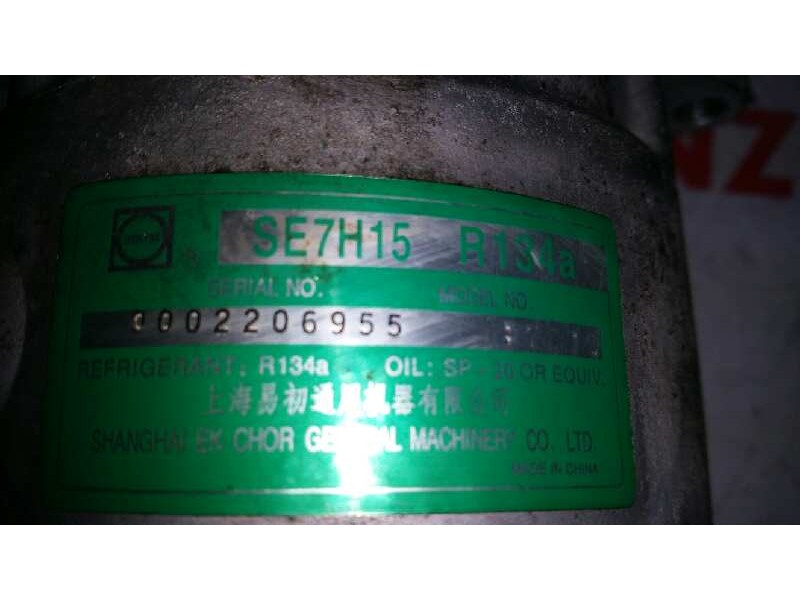 SE7H15 R134a
SERIAL NO. MODEL NO.
0002206955
REFRIGERANT: R134a OIL: SP-20 OR EQUIV.
上海易初通用机器有限公司
SHANGHAI EK CHOR GENERAL MACHINERY CO., LTD.
MADE IN CHINA